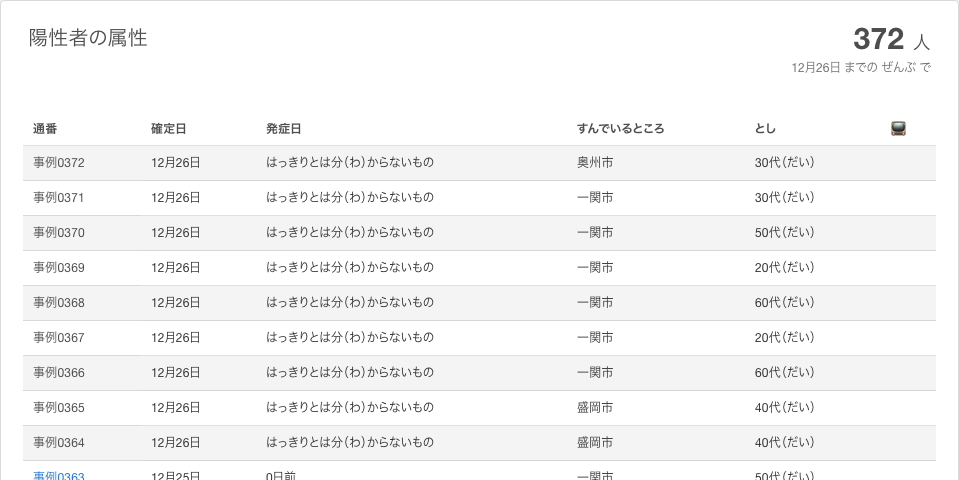 陽性者の属性
372 人
12月26日 までの ぜんぶ で
通番 確定日 発症日 すんでいるところ とし
事例0372 12月26日 はっきりとは分（わ）からないもの 奥州市 30代（だい）
事例0371 12月26日 はっきりとは分（わ）からないもの 一関市 30代（だい）
事例0370 12月26日 はっきりとは分（わ）からないもの 一関市 50代（だい）
事例0369 12月26日 はっきりとは分（わ）からないもの 一関市 20代（だい）
事例0368 12月26日 はっきりとは分（わ）からないもの 一関市 60代（だい）
事例0367 12月26日 はっきりとは分（わ）からないもの 一関市 20代（だい）
事例0366 12月26日 はっきりとは分（わ）からないもの 一関市 60代（だい）
事例0365 12月26日 はっきりとは分（わ）からないもの 盛岡市 40代（だい）
事例0364 12月26日 はっきりとは分（わ）からないもの 盛岡市 40代（だい）
事例0363 12月25日 0日前 一関市 50代（だい）